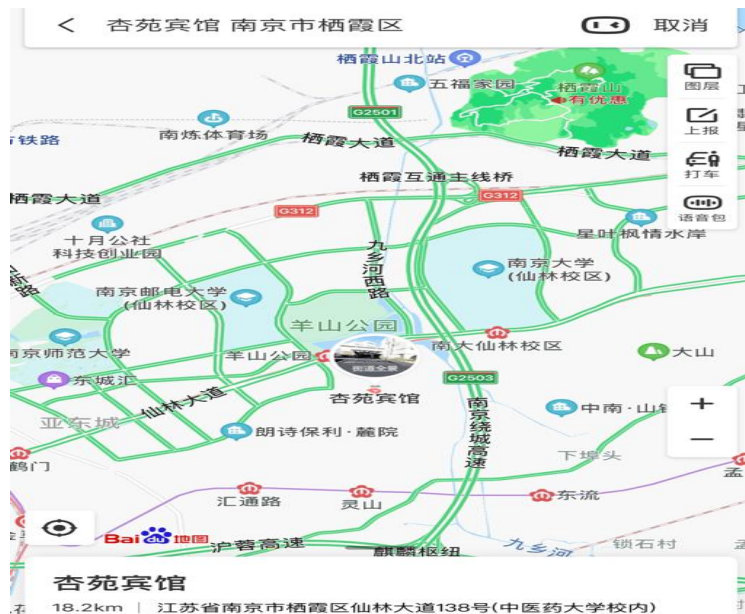 杏苑宾馆 南京市栖霞区
取消
栖霞山北站
五福家园
栖霞山
有优惠
图层
G2501
南炼体育场
上报
铁路
栖霞大道
栖霞大道
打车
栖霞互通主线桥
栖霞大道
G312
G312
语音包
十月公社
科技创业园
星叶枫情水岸
九乡河西路
南京大学
(仙林校区)
南京邮电大学
(仙林校区)
羊山公园
南京师范大学
羊山公园
街道全景
南大仙林校区
大山
东城汇
仙林大道
G2503
杏苑宾馆
南京绕城高速
中南·山
亚东城
朗诗保利·麓院
下埠头
鹤门
孟
汇通路
灵山
东流
Bai du 地图
沪蓉高速
麒麟枢纽
九乡河
锁石村
杏苑宾馆
18.2km
江苏省南京市栖霞区仙林大道138号(中医药大学校内)